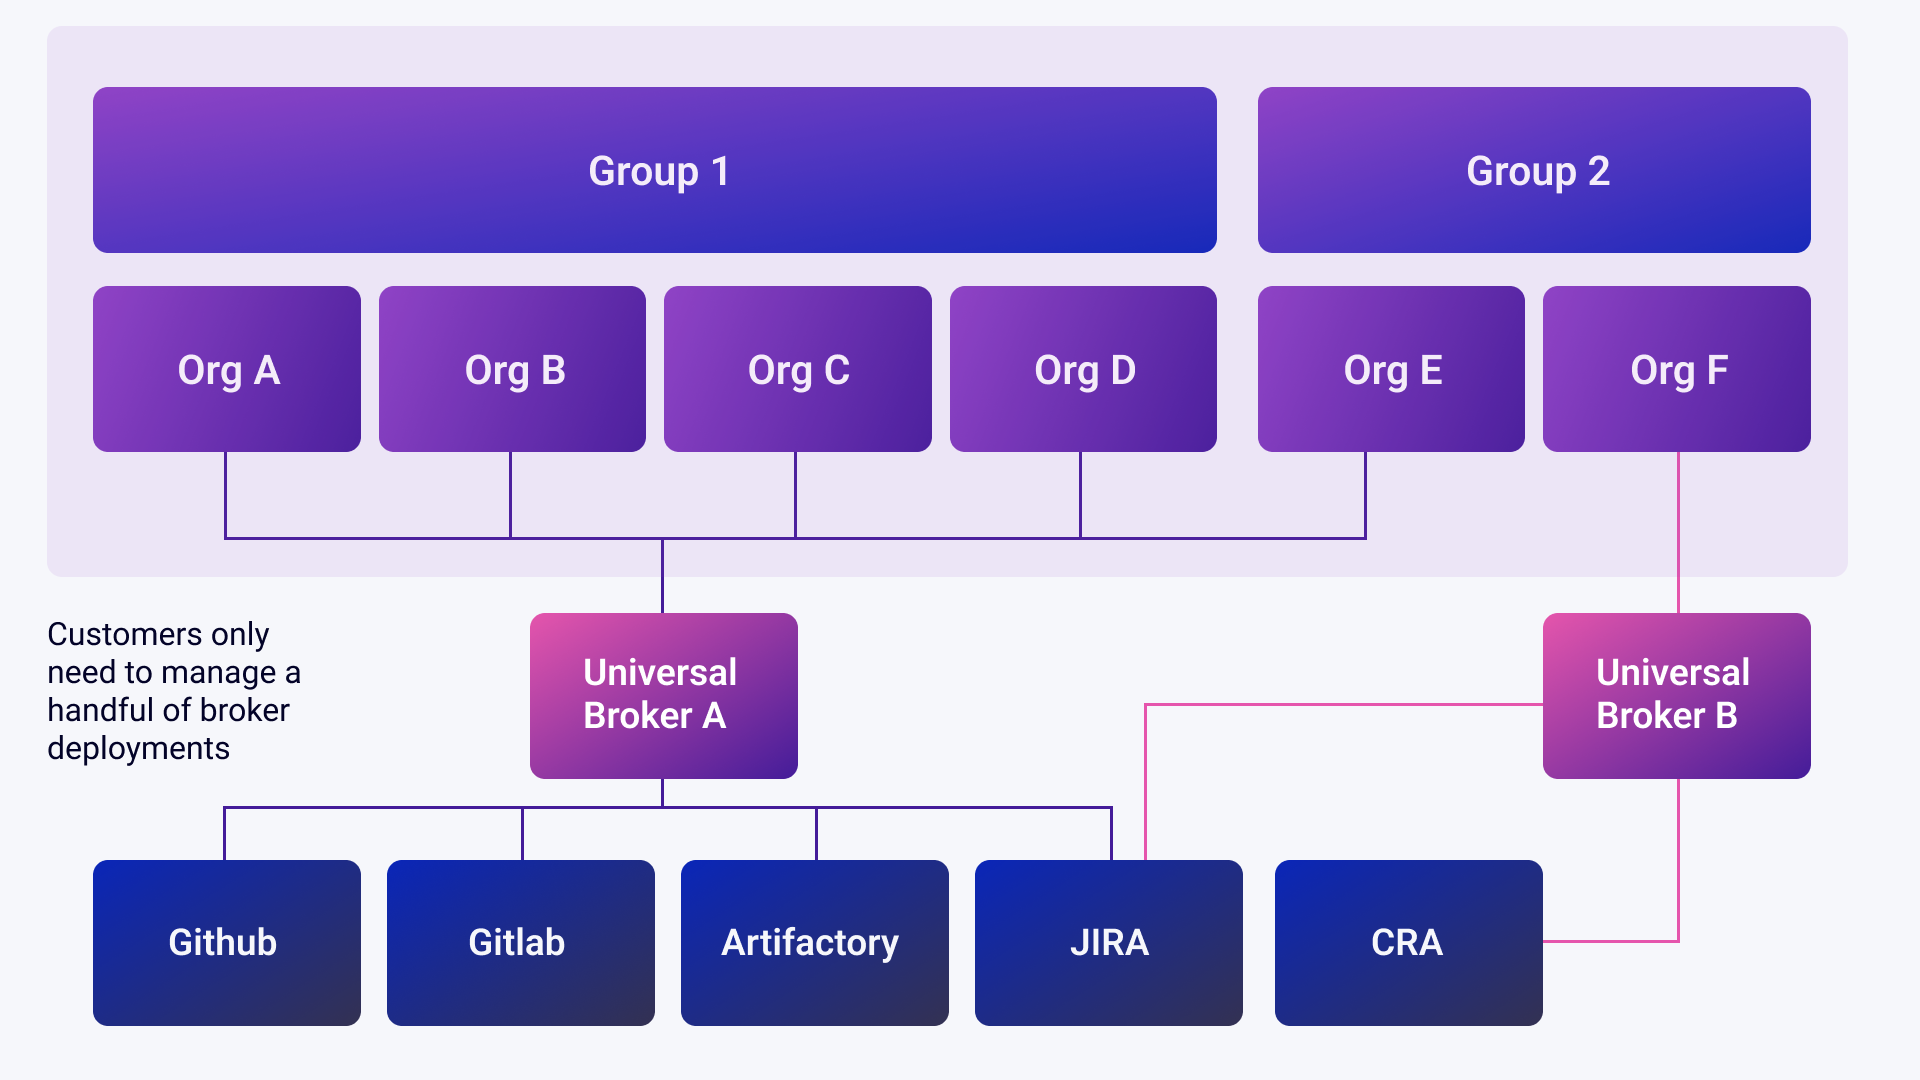 Group 1
Group 2
Org A
Org B
Org C
Org D
Org E
Org F
Customers only
need to manage a
handful of broker
deployments
Universal
Broker A
Universal
Broker B
Github
Gitlab
Artifactory
JIRA
CRA